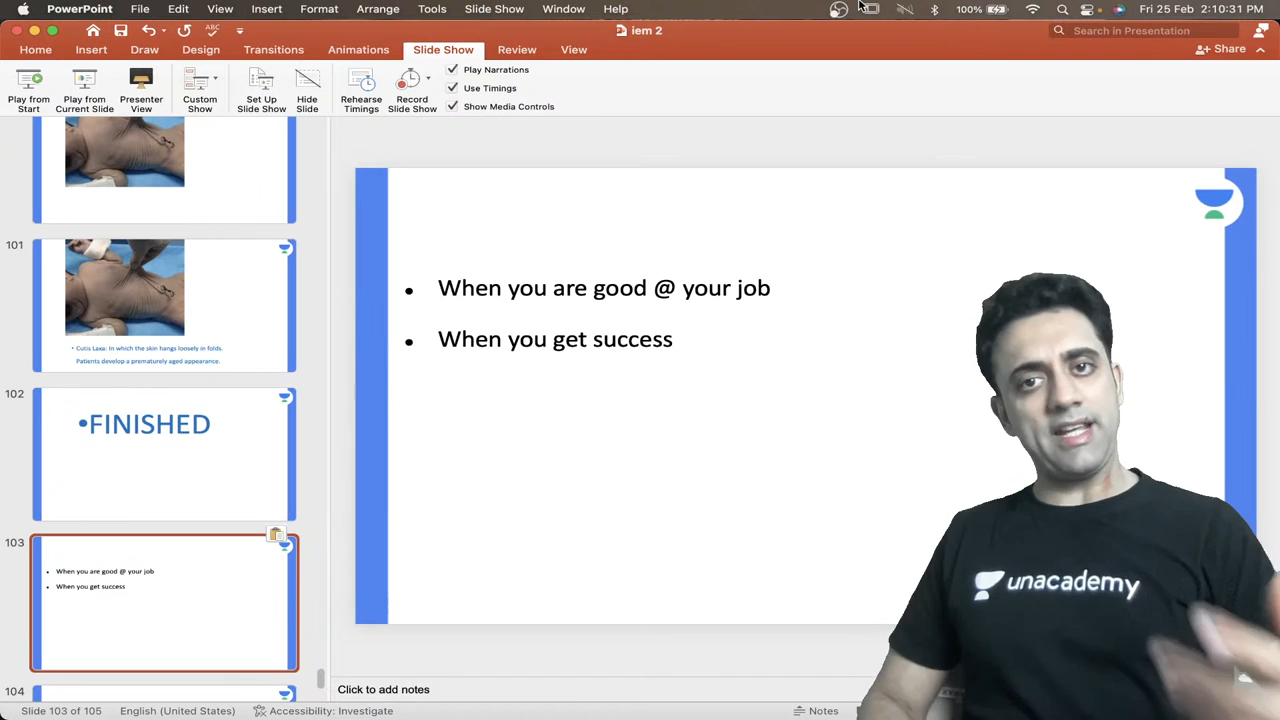 PowerPoint File Edit View Insert Format Arrange Tools Slide Show Window Help 100% Fri 25 Feb 2:10:31 PM
iem 2
Search in Presentation
Home Insert Draw Design Transitions Animations Slide Show Review View
Share
Play from Start
Play from Current Slide
Presenter View
Custom Show
Set Up Slide Show
Hide Slide
Rehearse Timings
Record Slide Show
Play Narrations
Use Timings
Show Media Controls
101
• Cutis Laxa: In which the skin hangs loosely in folds.
Patients develop a prematurely aged appearance.
102
•FINISHED
103
• When you are good @ your job
• When you get success
104
• When you are good @ your job
• When you get success
unacademy
Click to add notes
Slide 103 of 105 English (United States) Accessibility: Investigate Notes